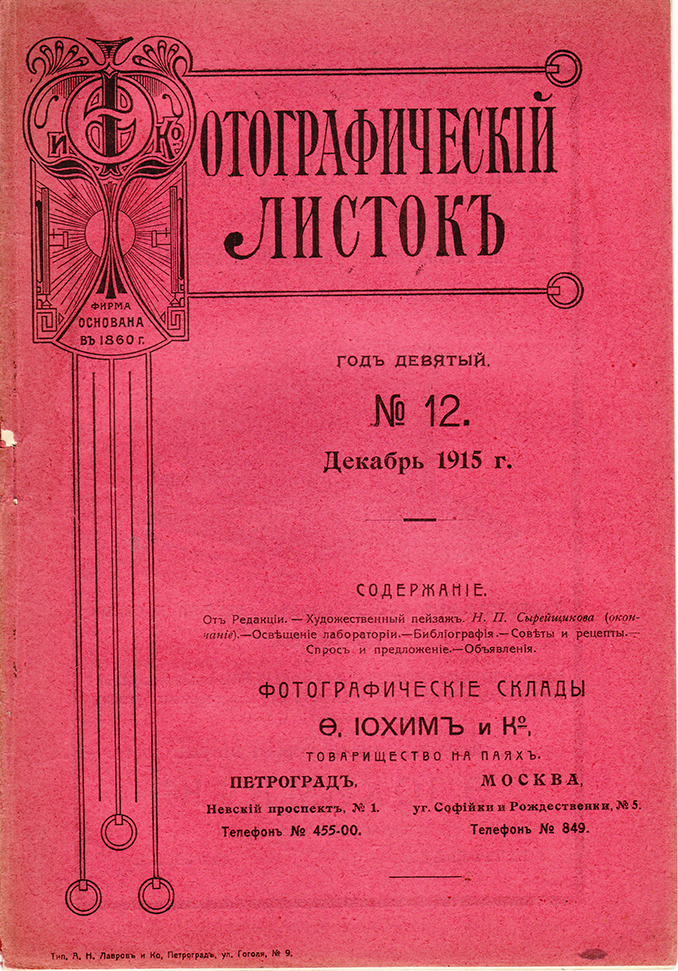 ФОТОГРАФИЧЕСКІЙ
и Ко
ЛИСТОКЪ
ФИРМА
ОСНОВАНА
ВЪ 1860 г.
ГОДЪ ДЕВЯТЫЙ.
№ 12.
Декабрь 1915 г.
СОДЕРЖАНІЕ.
Отъ Редакціи. — Художественный пейзажъ. Н. П. Сырейщикова (окон-
чаніе).—Освѣщеніе лабораторіи.—Библіографія.—Совѣты и рецепты.—
Спросъ и предложеніе.—Объявленія.
ФОТОГРАФИЧЕСКІЕ СКЛАДЫ
Ѳ. ІОХИМЪ и Ко,
ТОВАРИЩЕСТВО НА ПАЯХЪ.
ПЕТРОГРАДЪ,
Невскій проспектъ, № 1.
Телефонъ № 455-00.
МОСКВА,
уг. Софійки и Рождественки, № 5.
Телефонъ № 849.
Тип. А. Н. Лавровъ и Ко, Петроградъ, ул. Гоголя, № 9.